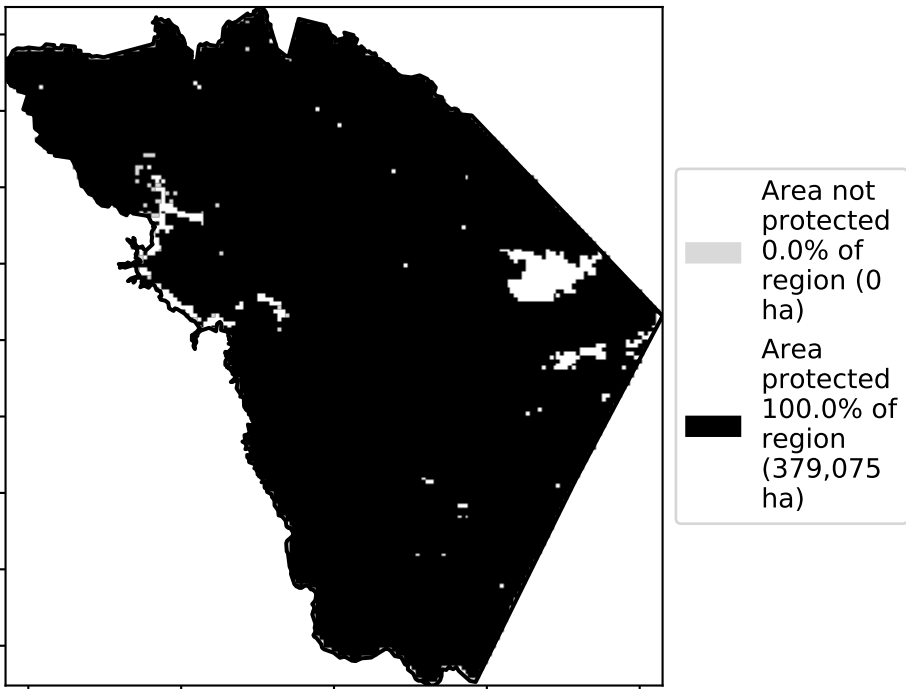 Area not
protected
0.0% of
region (0
ha)
Area
protected
100.0% of
region
(379,075
ha)